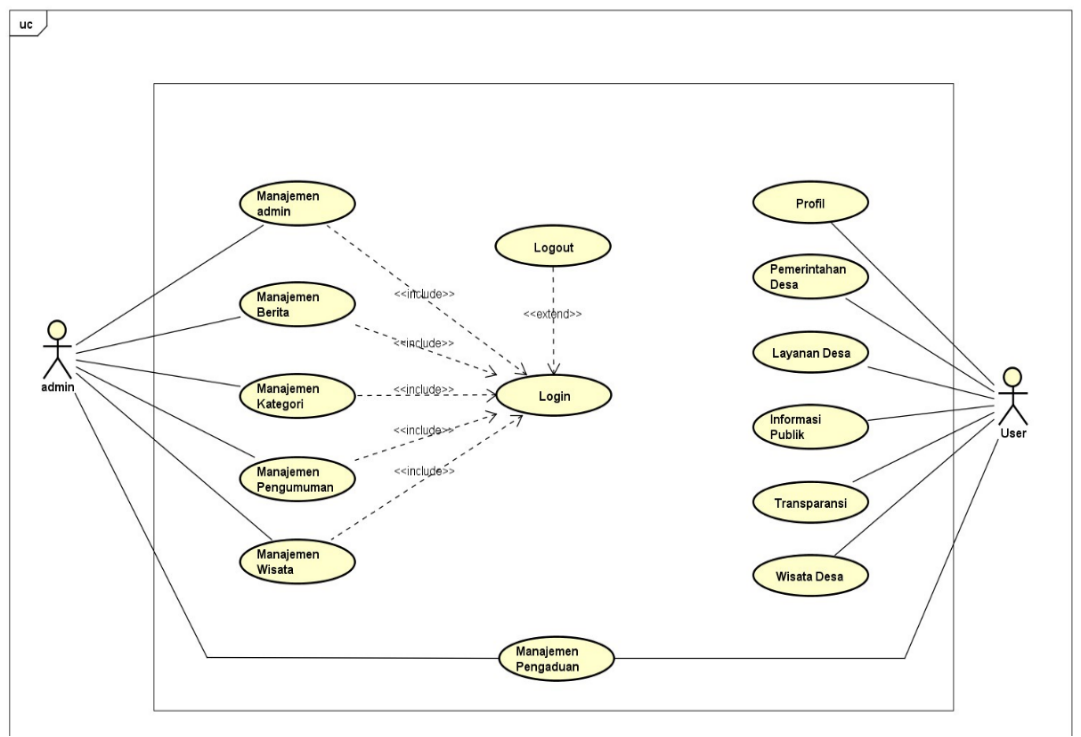 uc
Manajemen
admin
Profil
Logout
Pemerintahan
Desa
<<include>>
Manajemen
Berita
<<extend>>
<<include>>
Layanan Desa
admin
Manajemen
Kategori
<<include>>
Login
Informasi
Publik
User
<<include>>
Manajemen
Pengumuman
<<include>>
Transparansi
Manajemen
Wisata
Wisata Desa
Manajemen
Pengaduan